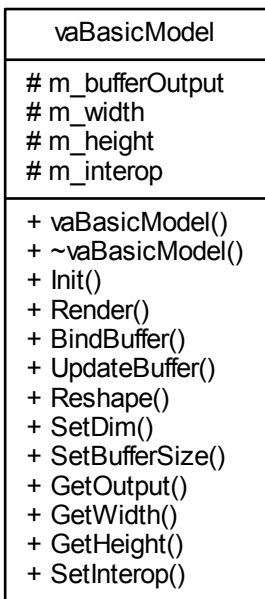 vaBasicModel
# m_bufferOutput
# m_width
# m_height
# m_interop
+ vaBasicModel()
+ ~vaBasicModel()
+ Init()
+ Render()
+ BindBuffer()
+ UpdateBuffer()
+ Reshape()
+ SetDim()
+ SetBufferSize()
+ GetOutput()
+ GetWidth()
+ GetHeight()
+ SetInterop()